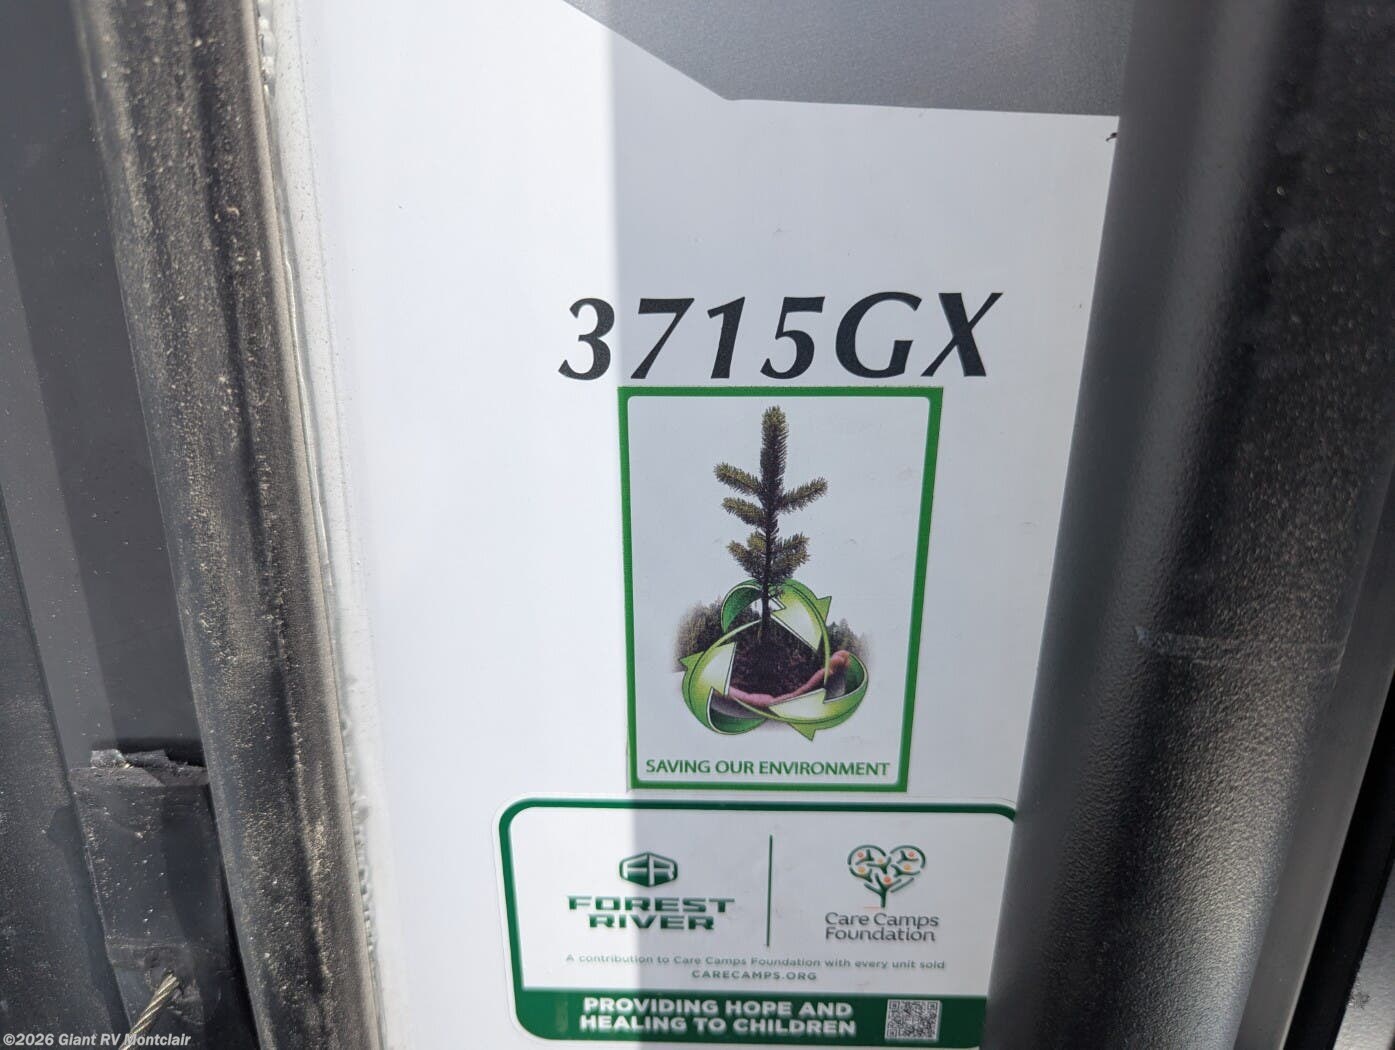 3715GX
SAVING OUR ENVIRONMENT
FR
FOREST
RIVER
Care Camps
Foundation
A contribution to Care Camps Foundation with every unit sold
CARECAMPS.ORG
PROVIDING HOPE AND
HEALING TO CHILDREN
©2026 Giant RV Montclair